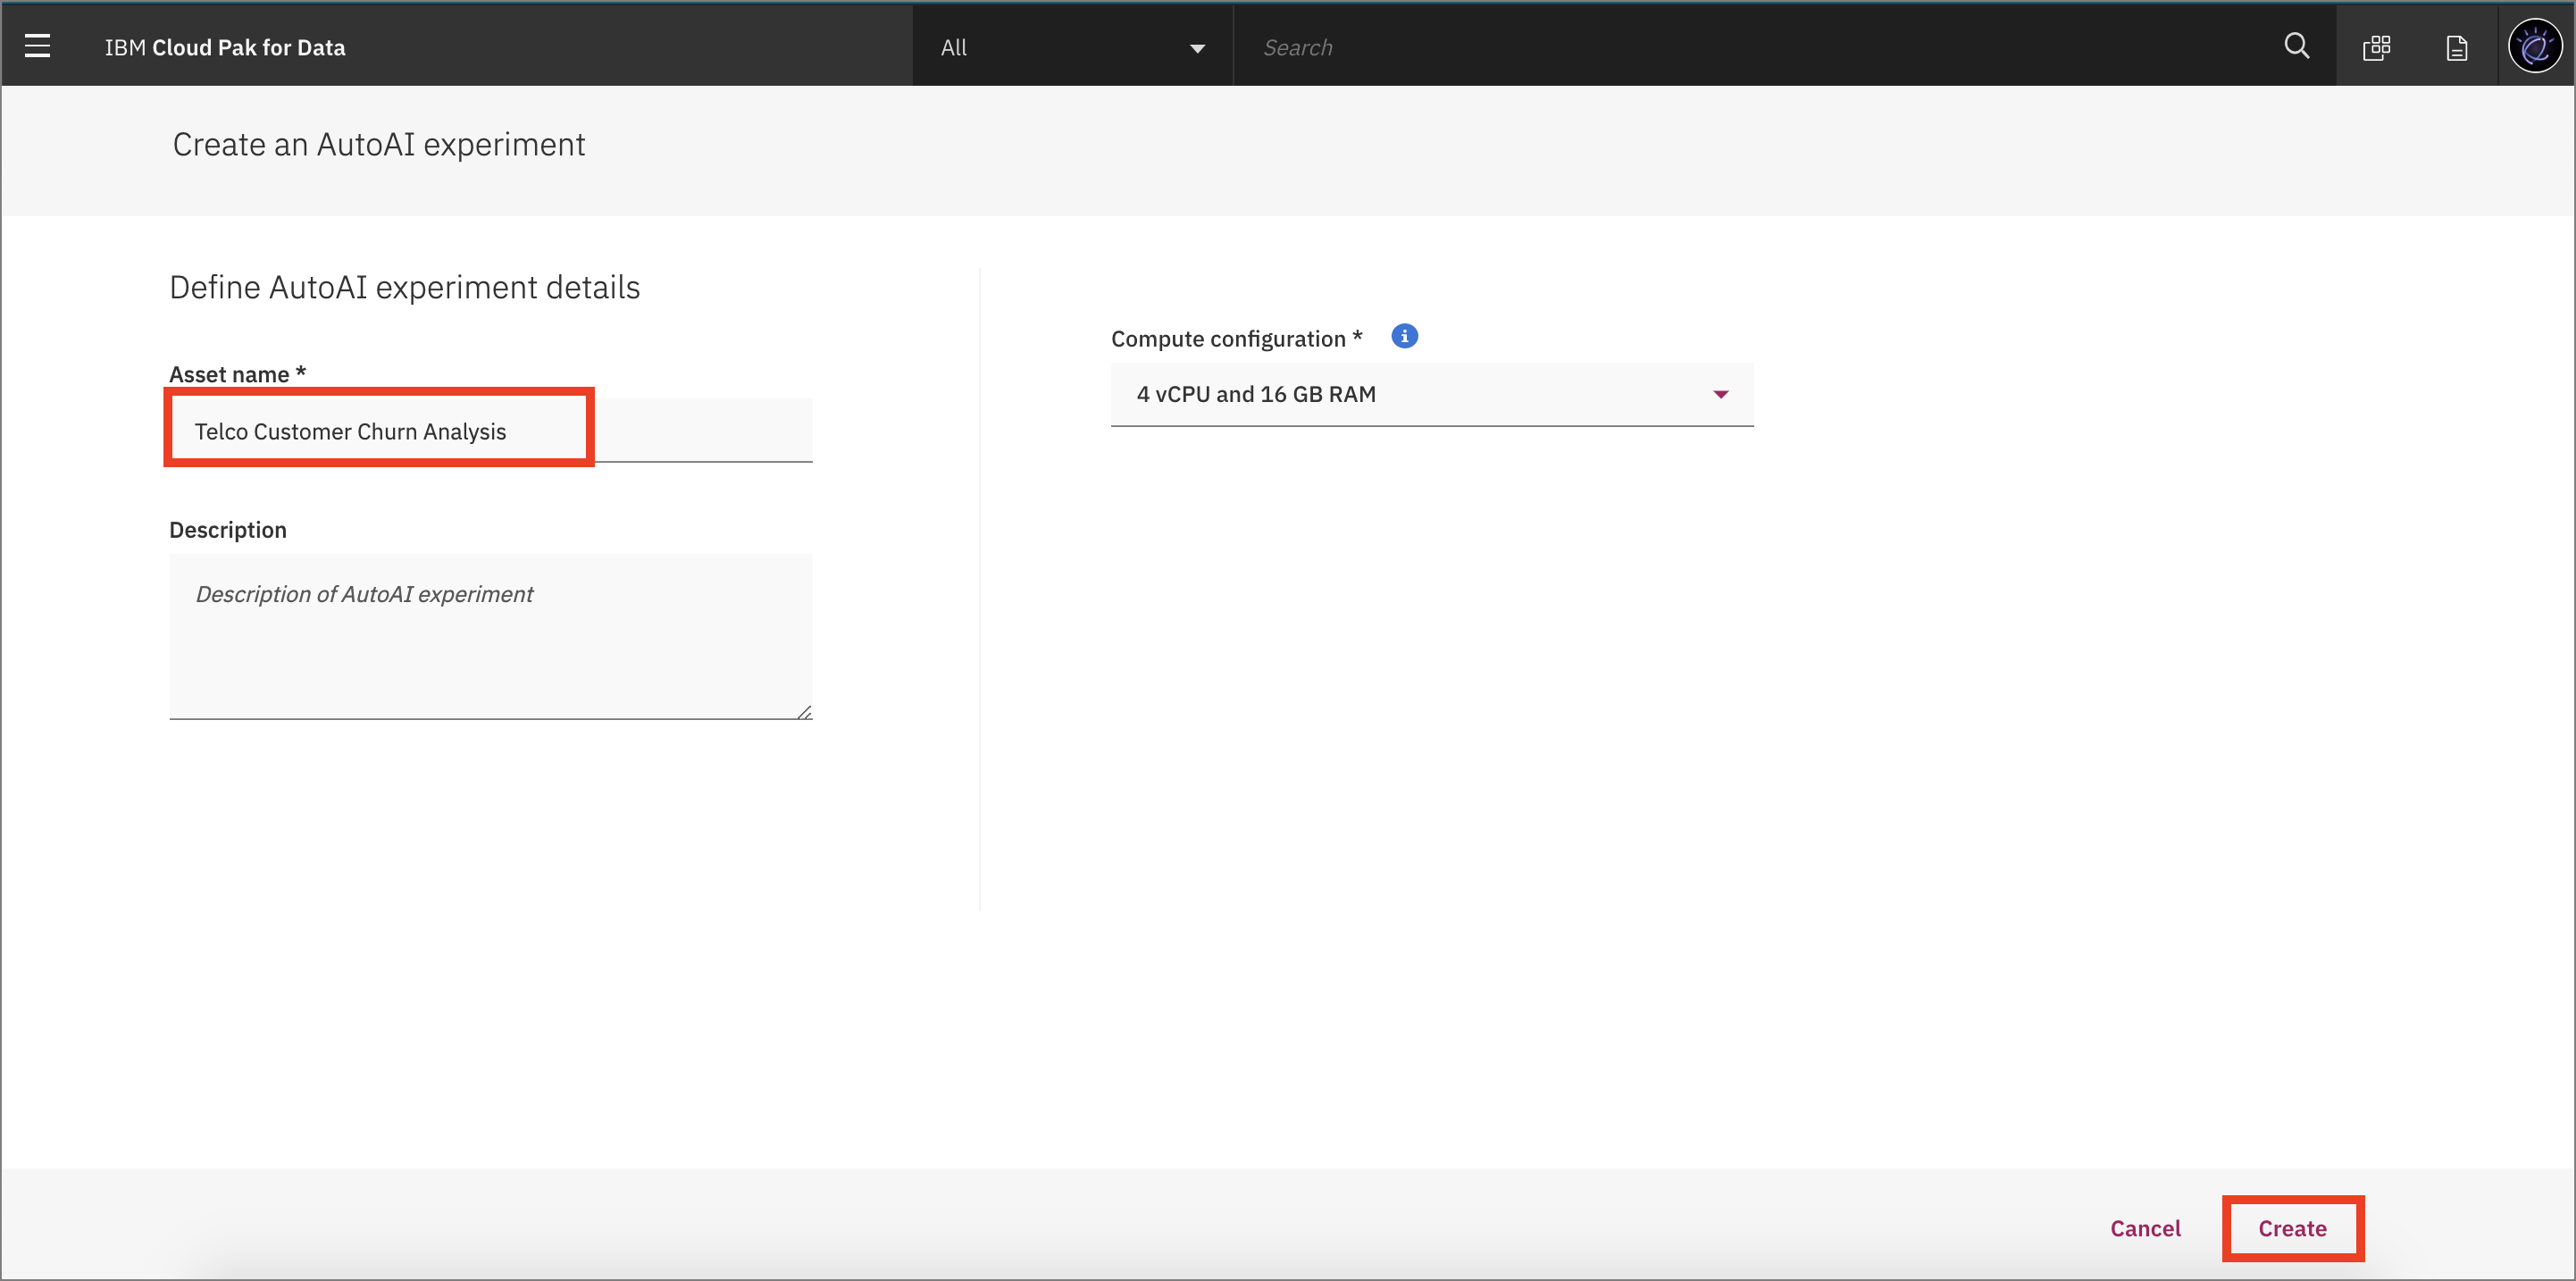 IBM Cloud Pak for Data
All
Search
Create an AutoAI experiment
Define AutoAI experiment details
Asset name *
Telco Customer Churn Analysis
Description
Description of AutoAI experiment
Compute configuration *
4 vCPU and 16 GB RAM
Cancel
Create